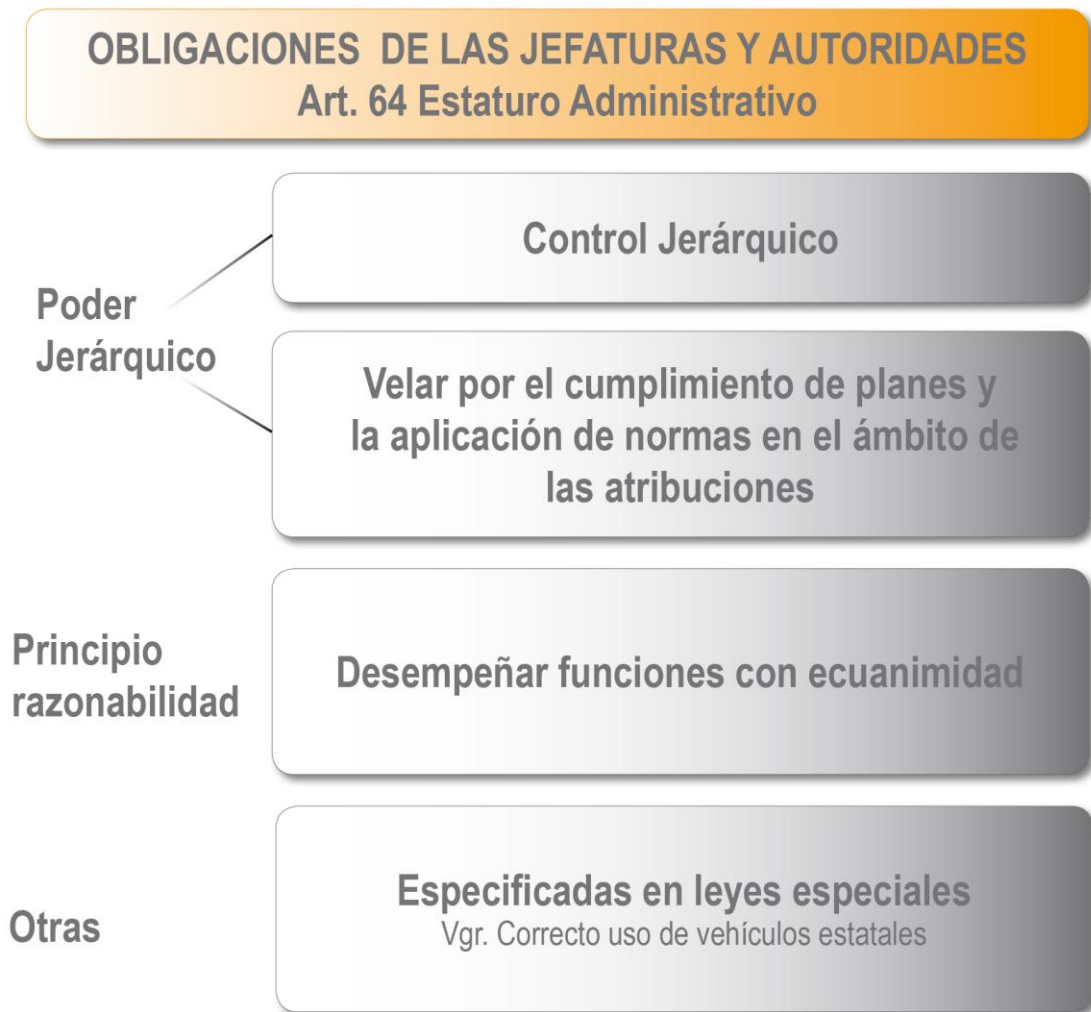 OBLIGACIONES DE LAS JEFATURAS Y AUTORIDADES
Art. 64 Estaturo Administrativo
Control Jerárquico
Poder
Jerárquico
Velar por el cumplimiento de planes y
la aplicación de normas en el ámbito de
las atribuciones
Principio
razonabilidad
Desempeñar funciones con ecuanimidad
Otras
Especificadas en leyes especiales
Vgr. Correcto uso de vehículos estatales